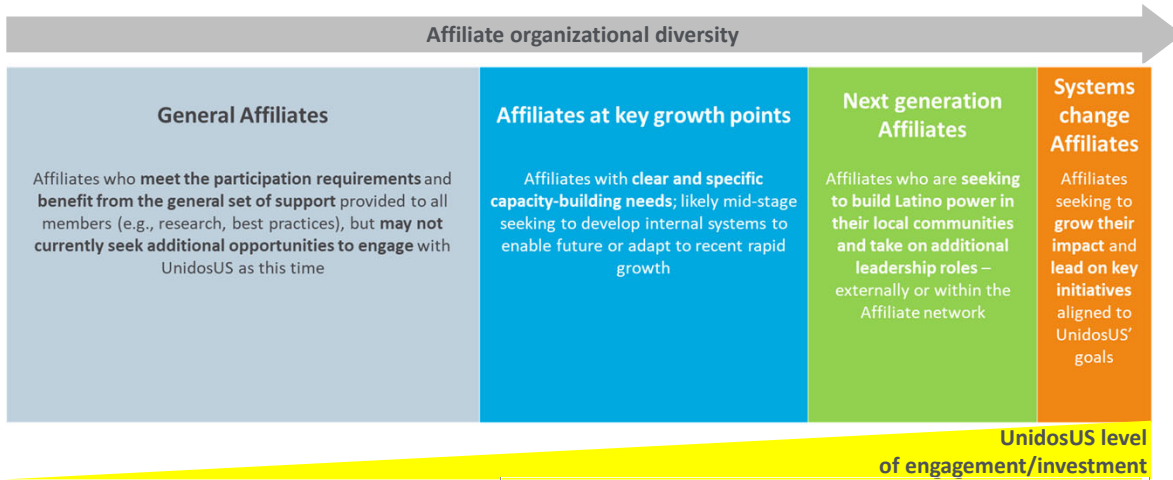 Affiliate organizational diversity
General Affiliates
Affiliates who meet the participation requirements and
benefit from the general set of support provided to all
members (e.g., research, best practices), but may not
currently seek additional opportunities to engage with
UnidosUS as this time
Affiliates at key growth points
Affiliates with clear and specific
capacity-building needs; likely mid-stage
seeking to develop internal systems to
enable future or adapt to recent rapid
growth
Next generation
Affiliates
Affiliates who are seeking
to build Latino power in
their local communities
and take on additional
leadership roles –
externally or within the
Affiliate network
Systems
change
Affiliates
Affiliates
seeking to
grow their
impact and
lead on key
initiatives
aligned to
UnidosUS'
goals
UnidosUS level
of engagement/investment